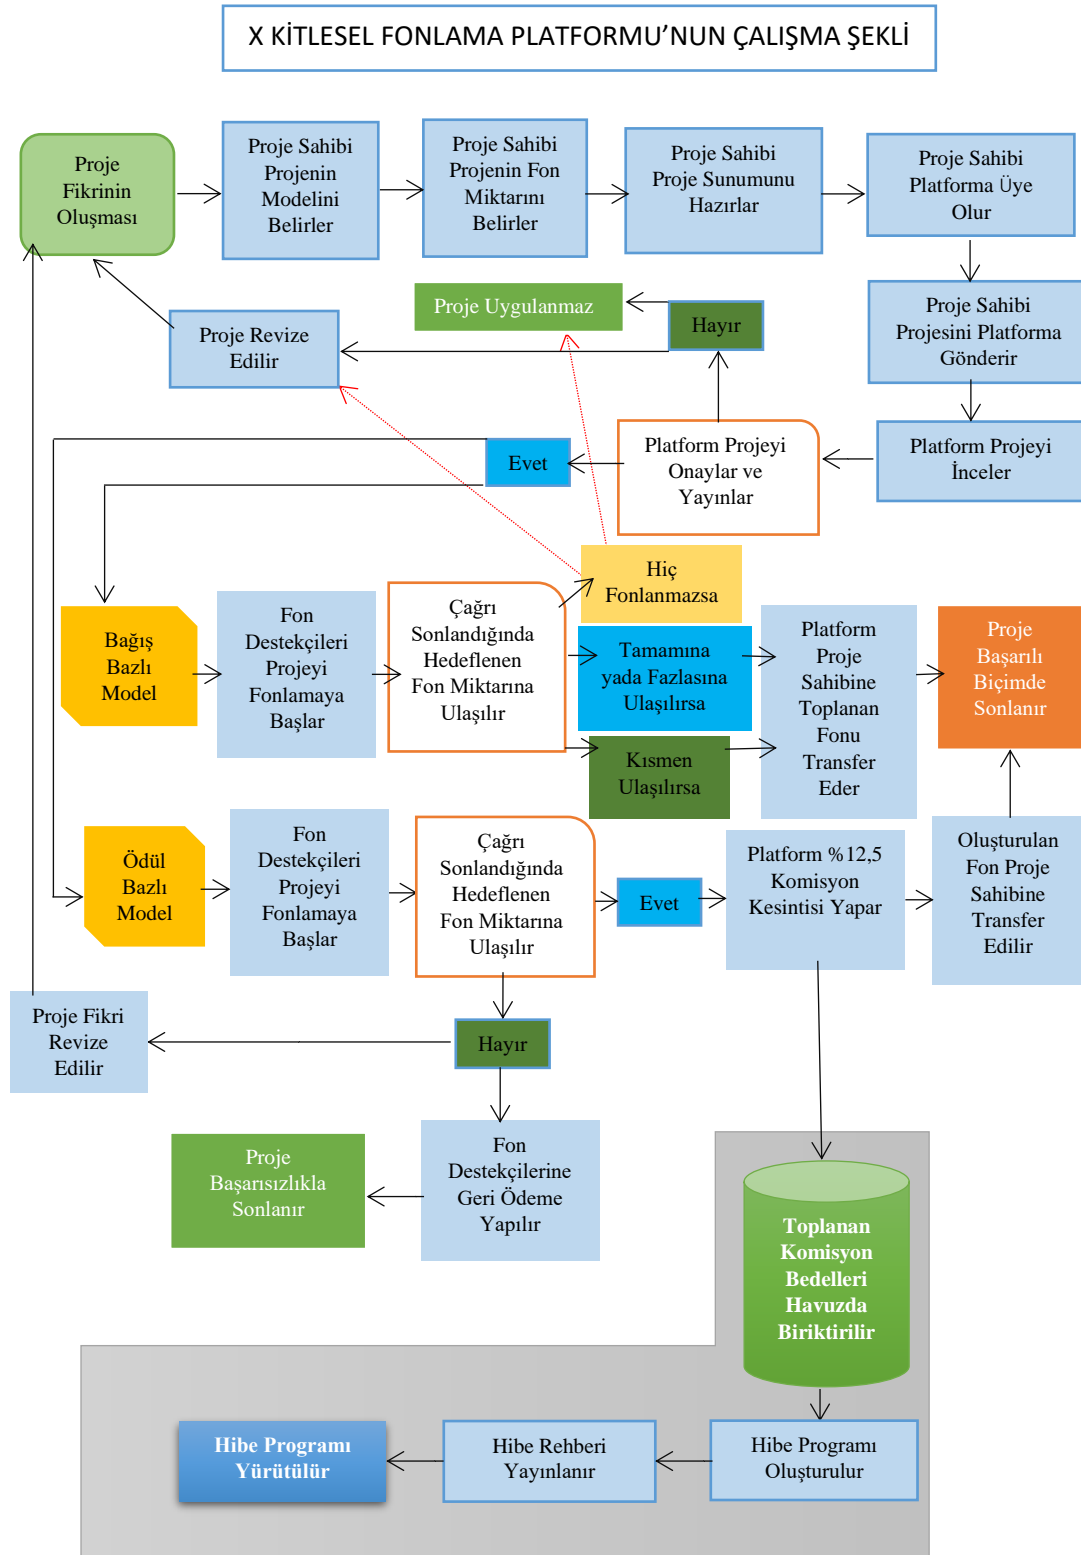 X KİTLESEL FONLAMA PLATFORMU’NUN ÇALIŞMA ŞEKLİ
Proje
Fikrinin
Oluşması
Proje Sahibi
Projenin
Modelini
Belirler
Proje Sahibi
Projenin Fon
Miktarını
Belirler
Proje Sahibi
Proje Sunumunu
Hazırlar
Proje Sahibi
Platforma Üye
Olur
Proje Uygulanmaz
Hayır
Proje Sahibi
Projesini Platforma
Gönderir
Proje Revize
Edilir
Evet
Platform Projeyi
Onaylar ve
Yayınlar
Platform Projeyi
İnceler
Bağış
Bazlı
Model
Fon
Destekçileri
Projeyi
Fonlamaya
Başlar
Çağrı
Sonlandığında
Hedeflenen
Fon Miktarına
Ulaşılır
Hiç
Fonlanmazsa
Tamamına
yada Fazlasına
Ulaşılırsa
Kısmen
Ulaşılırsa
Platform
Proje
Sahibine
Toplanan
Fonu
Transfer
Eder
Proje
Başarılı
Biçimde
Sonlanır
Ödül
Bazlı
Model
Fon
Destekçileri
Projeyi
Fonlamaya
Başlar
Çağrı
Sonlandığında
Hedeflenen
Fon Miktarına
Ulaşılır
Evet
Platform %12,5
Komisyon
Kesintisi Yapar
Oluşturulan
Fon Proje
Sahibine
Transfer
Edilir
Proje Fikri
Revize
Edilir
Hayır
Proje
Başarısızlıkla
Sonlanır
Fon
Destekçilerine
Geri Ödeme
Yapılır
Toplanan
Komisyon
Bedelleri
Havuzda
Biriktirilir
Hibe Programı
Yürütülür
Hibe Rehberi
Yayınlanır
Hibe Programı
Oluşturulur